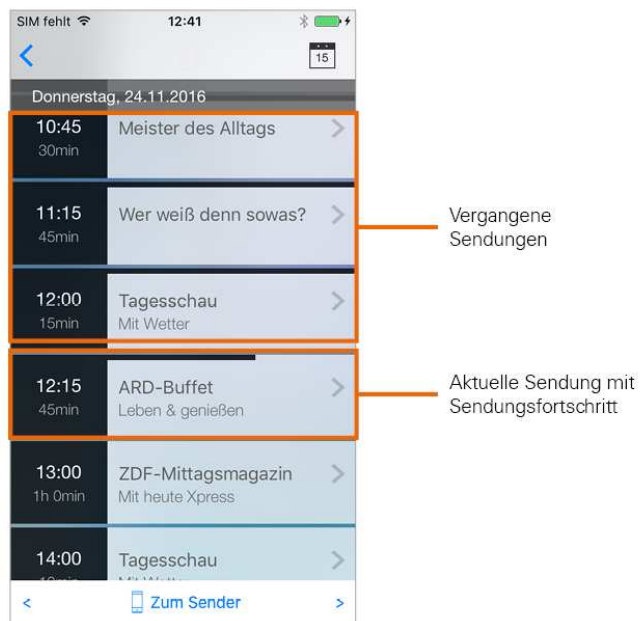 SIM fehlt 12:41
15
Donnerstag, 24.11.2016
10:45 Meister des Alltags
30min
11:15 Wer weiß denn sowas?
45min
Vergangene
Sendungen
12:00 Tagesschau
15min Mit Wetter
12:15 ARD-Buffet
45min Leben & genießen
Aktuelle Sendung mit
Sendungsfortschritt
13:00 ZDF-Mittagsmagazin
1h 0min Mit heute Xpress
14:00 Tagesschau
< Zum Sender >